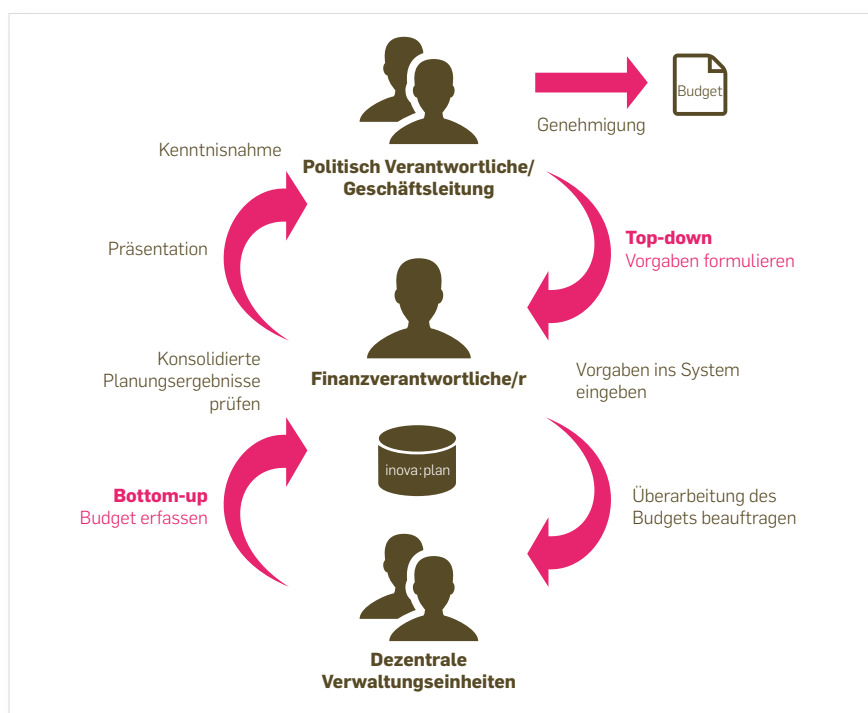 Budget
Genehmigung
Kenntnisnahme
Politisch Verantwortliche/
Geschäftsleitung
Präsentation
Top-down
Vorgaben formulieren
Konsolidierte
Planungsergebnisse
prüfen
Finanzverantwortliche/r
Vorgaben ins System
eingeben
inova:plan
Bottom-up
Budget erfassen
Überarbeitung des
Budgets beauftragen
Dezentrale
Verwaltungseinheiten